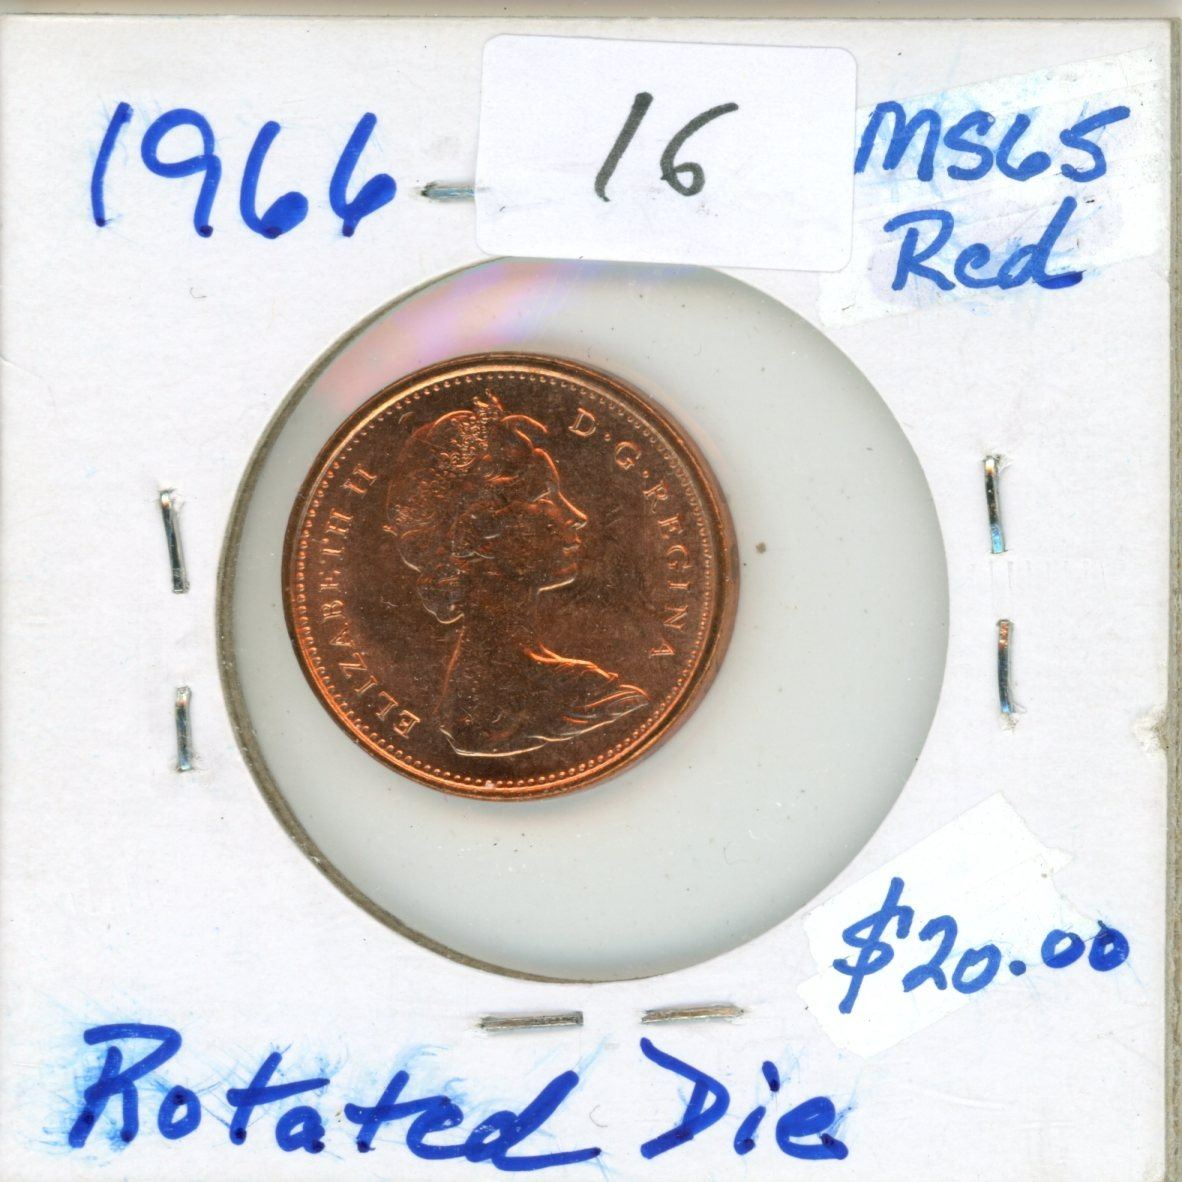 1966
16
MS65
Red
ELIZABETH II D·G·REGINA
$20.00
Rotated Die